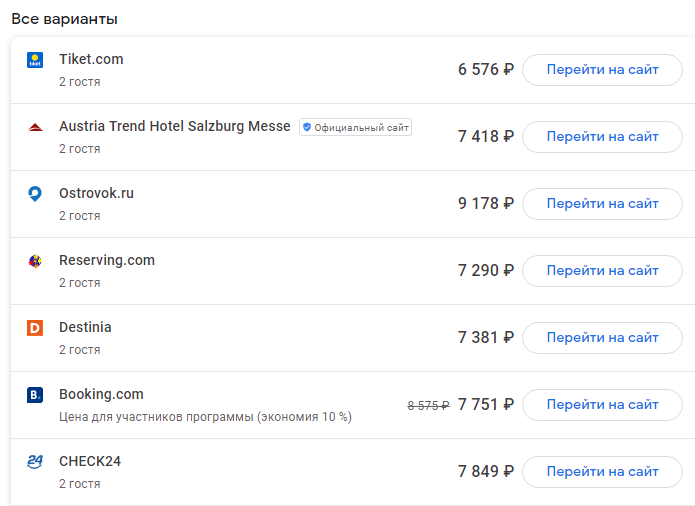 Все варианты
Tiket.com
2 гостя
6 576 ₽
Перейти на сайт
Austria Trend Hotel Salzburg Messe
Официальный сайт
2 гостя
7 418 ₽
Перейти на сайт
Ostrovok.ru
2 гостя
9 178 ₽
Перейти на сайт
Reserving.com
2 гостя
7 290 ₽
Перейти на сайт
D
Destinia
2 гостя
7 381 ₽
Перейти на сайт
B.
Booking.com
Цена для участников программы (экономия 10 %)
8 575 ₽ 7 751 ₽
Перейти на сайт
24
CHECK24
2 гостя
7 849 ₽
Перейти на сайт